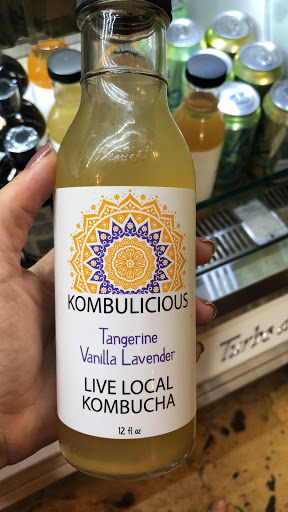 KOMBULICIOUS
Tangerine
Vanilla Lavender
LIVE LOCAL
KOMBUCHA
12 fl oz